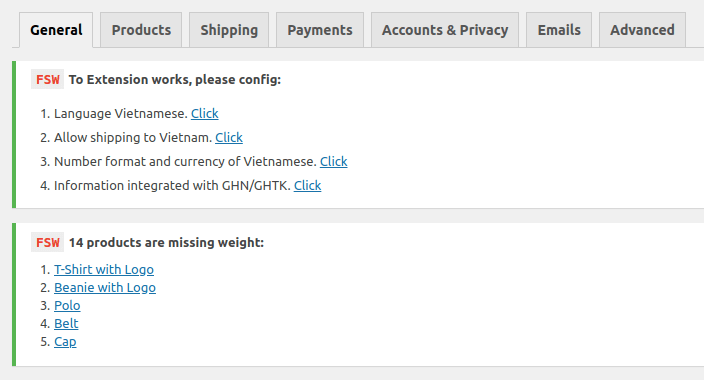 General Products Shipping Payments Accounts & Privacy Emails Advanced
FSW To Extension works, please config:
1. Language Vietnamese. Click
2. Allow shipping to Vietnam. Click
3. Number format and currency of Vietnamese. Click
4. Information integrated with GHN/GHTK. Click
FSW 14 products are missing weight:
1. T-Shirt with Logo
2. Beanie with Logo
3. Polo
4. Belt
5. Cap